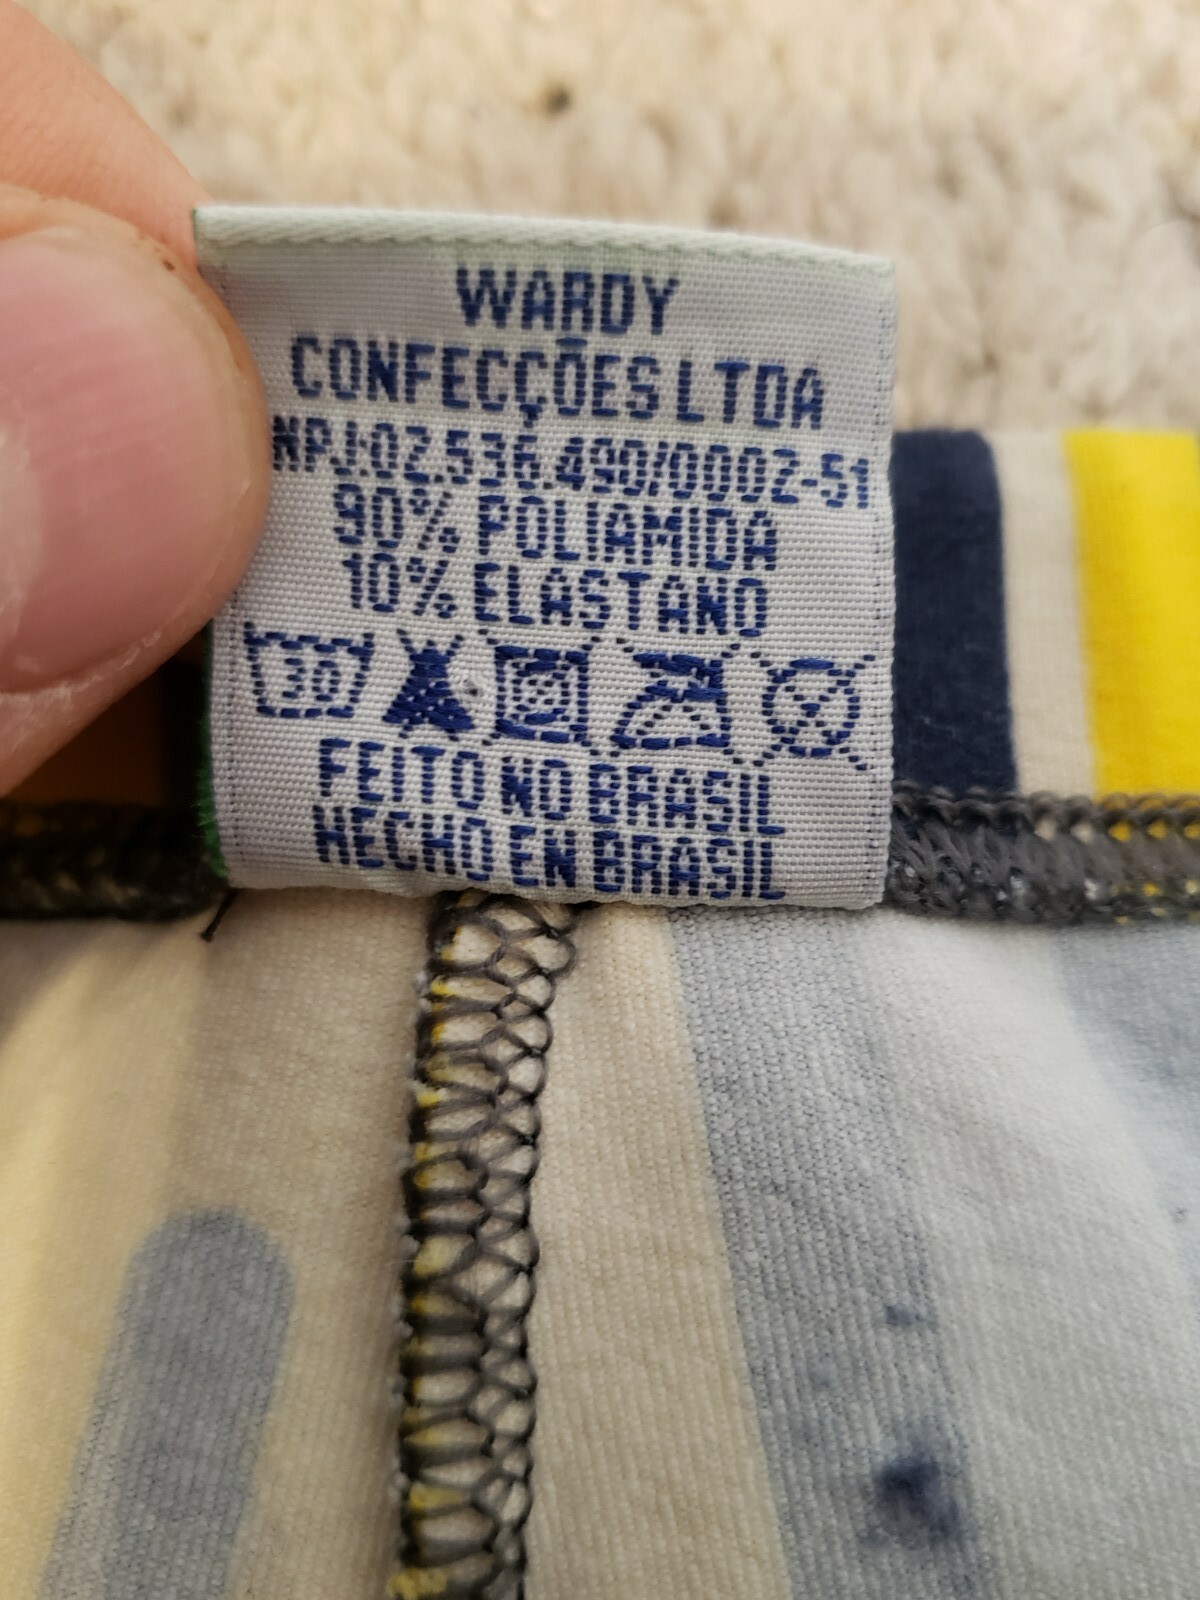 WARDY
CONFECÇÕES LTDA
NPJ:02.536.490/0002-51
90% POLIAMIDA
10% ELASTANO
30
FEITO NO BRASIL
HECHO EN BRASIL